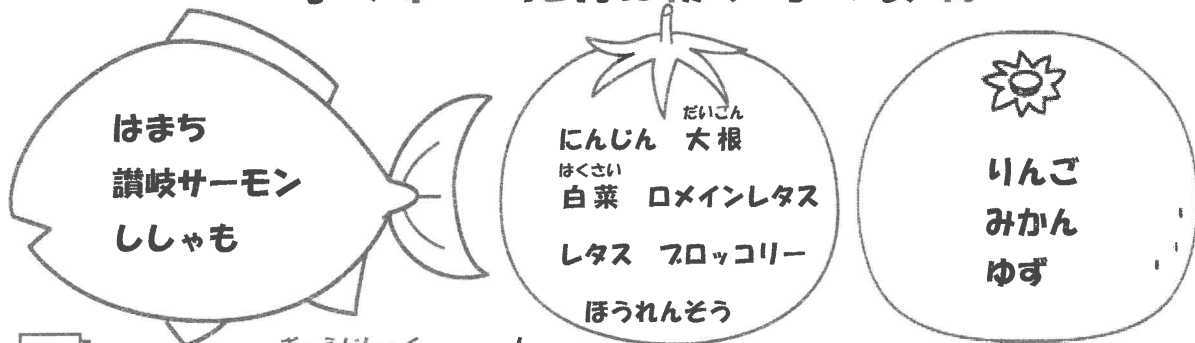 はまち
讃岐サーモン
ししゃも
だいこん
にんじん 大根
はくさい
白菜 ロメインレタス
レタス ブロッコリー
ほうれんそう
りんご
みかん
ゆず